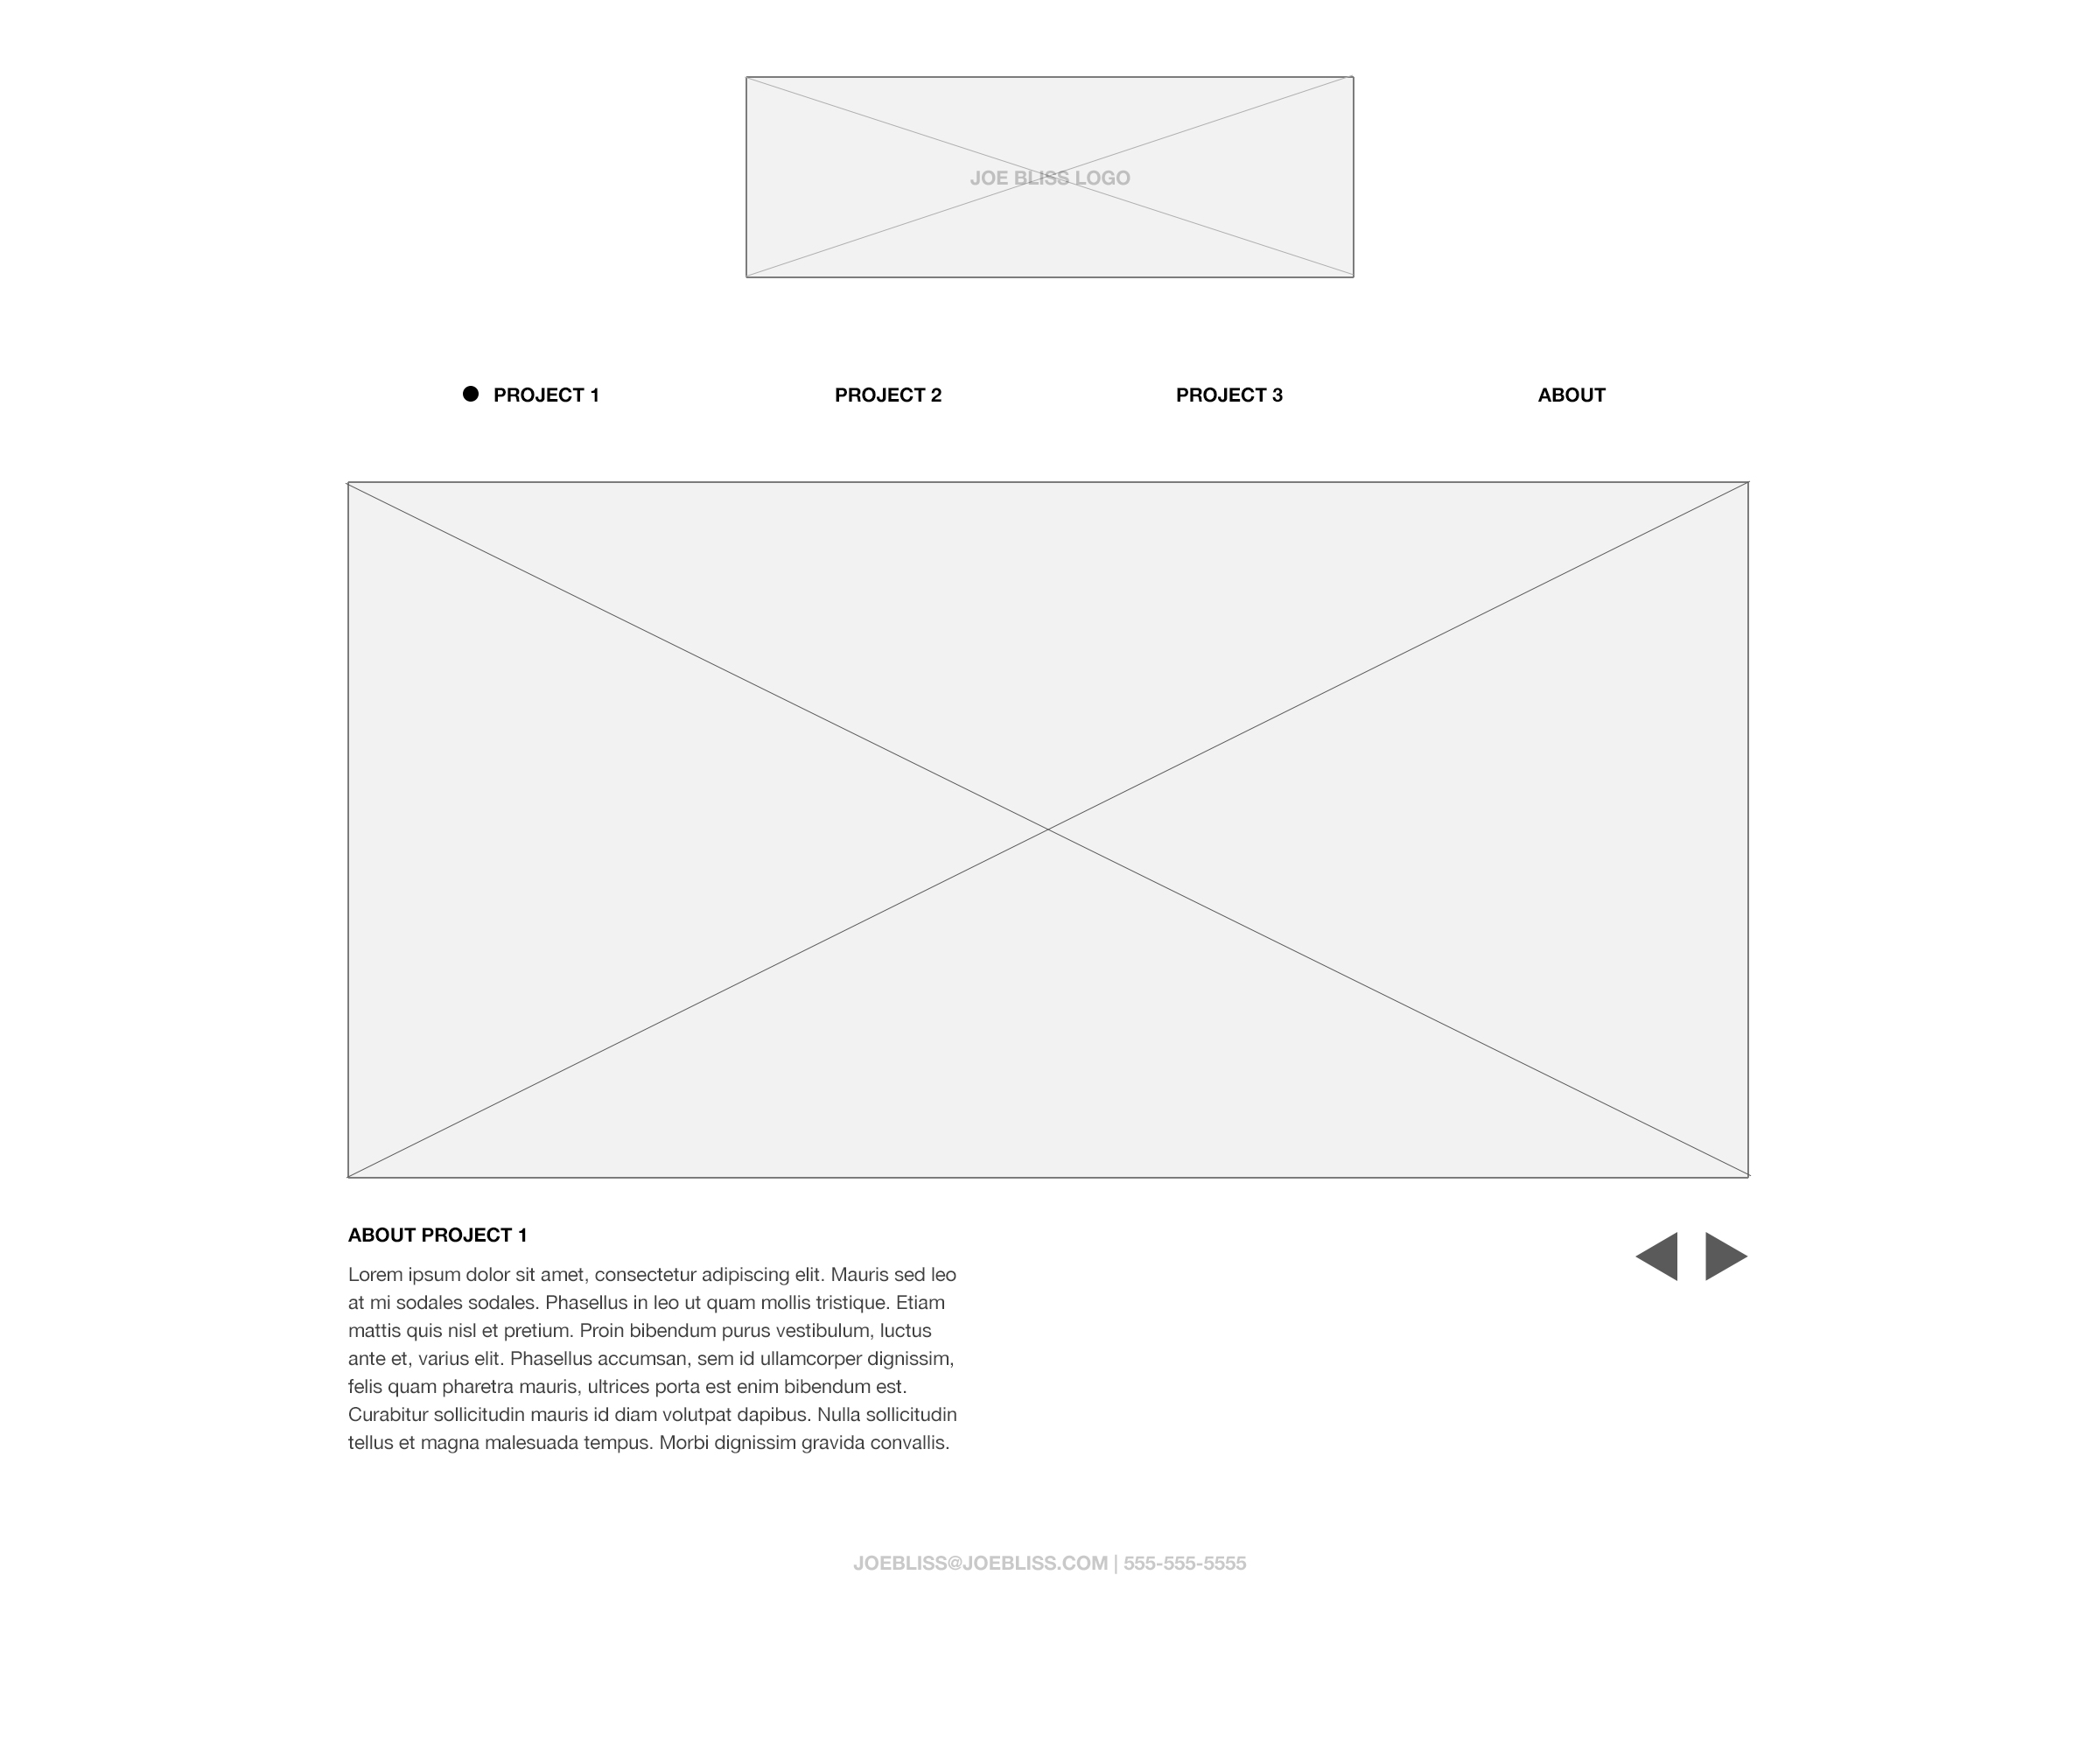 JOE BLISS LOGO
PROJECT 1
PROJECT 2
PROJECT 3
ABOUT
ABOUT PROJECT 1
Lorem ipsum dolor sit amet, consectetur adipiscing elit. Mauris sed leo
at mi sodales sodales. Phasellus in leo ut quam mollis tristique. Etiam
mattis quis nisl et pretium. Proin bibendum purus vestibulum, luctus
ante et, varius elit. Phasellus accumsan, sem id ullamcorper dignissim,
felis quam pharetra mauris, ultrices porta est enim bibendum est.
Curabitur sollicitudin mauris id diam volutpat dapibus. Nulla sollicitudin
tellus et magna malesuada tempus. Morbi dignissim gravida convallis.
JOEBLISS@JOEBLISS.COM | 555-555-5555